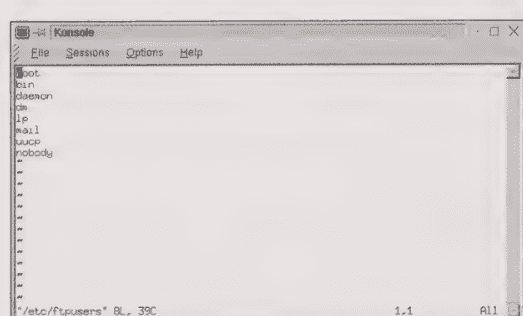 Konsole
File Sessions Options Help
root
bin
daemon
dm
lp
mail
uucp
nobody
~
~
~
~
~
~
~
~
~
~
~
~
~
"/etc/ftpusers" 8L, 39C 1,1 All